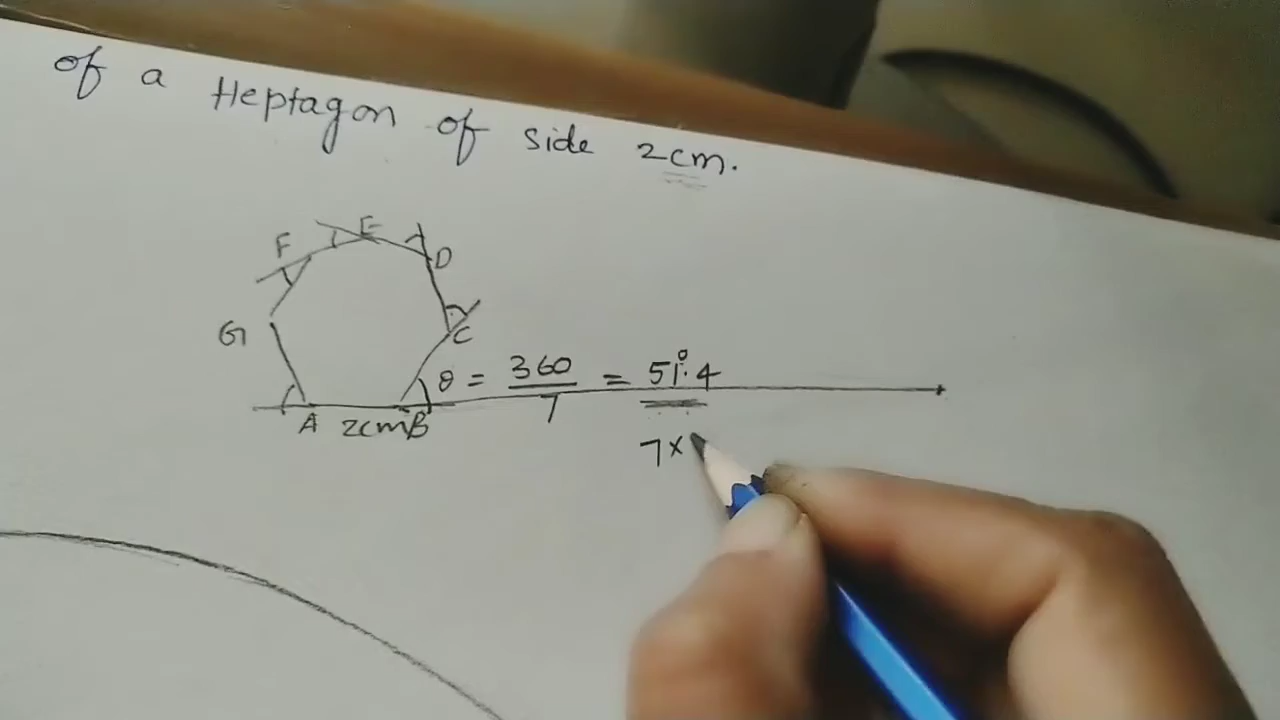 of a Heptagon of side 2cm.
E
F
D
G
C
θ = 360/7 = 51.4°
A 2cm B
7×